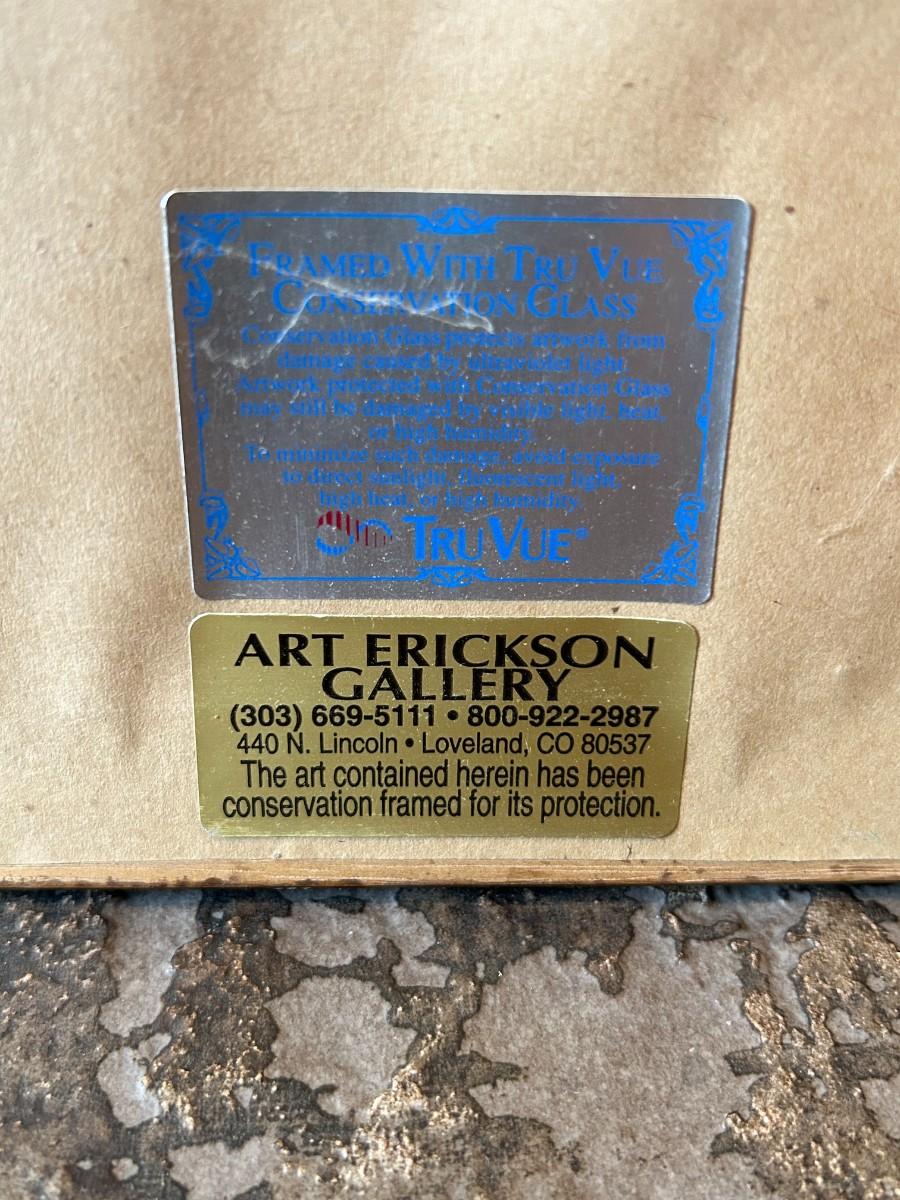 FRAMED WITH TRU VUE
CONSERVATION GLASS
Conservation Glass protects artwork from
damage caused by ultraviolet light.
Artwork protected with Conservation Glass
may still be damaged by visible light, heat,
or high humidity.
To minimize such damage, avoid exposure
to direct sunlight, fluorescent light,
high heat, or high humidity.
TRU VUE®
ART ERICKSON
GALLERY
(303) 669-5111 • 800-922-2987
440 N. Lincoln • Loveland, CO 80537
The art contained herein has been
conservation framed for its protection.